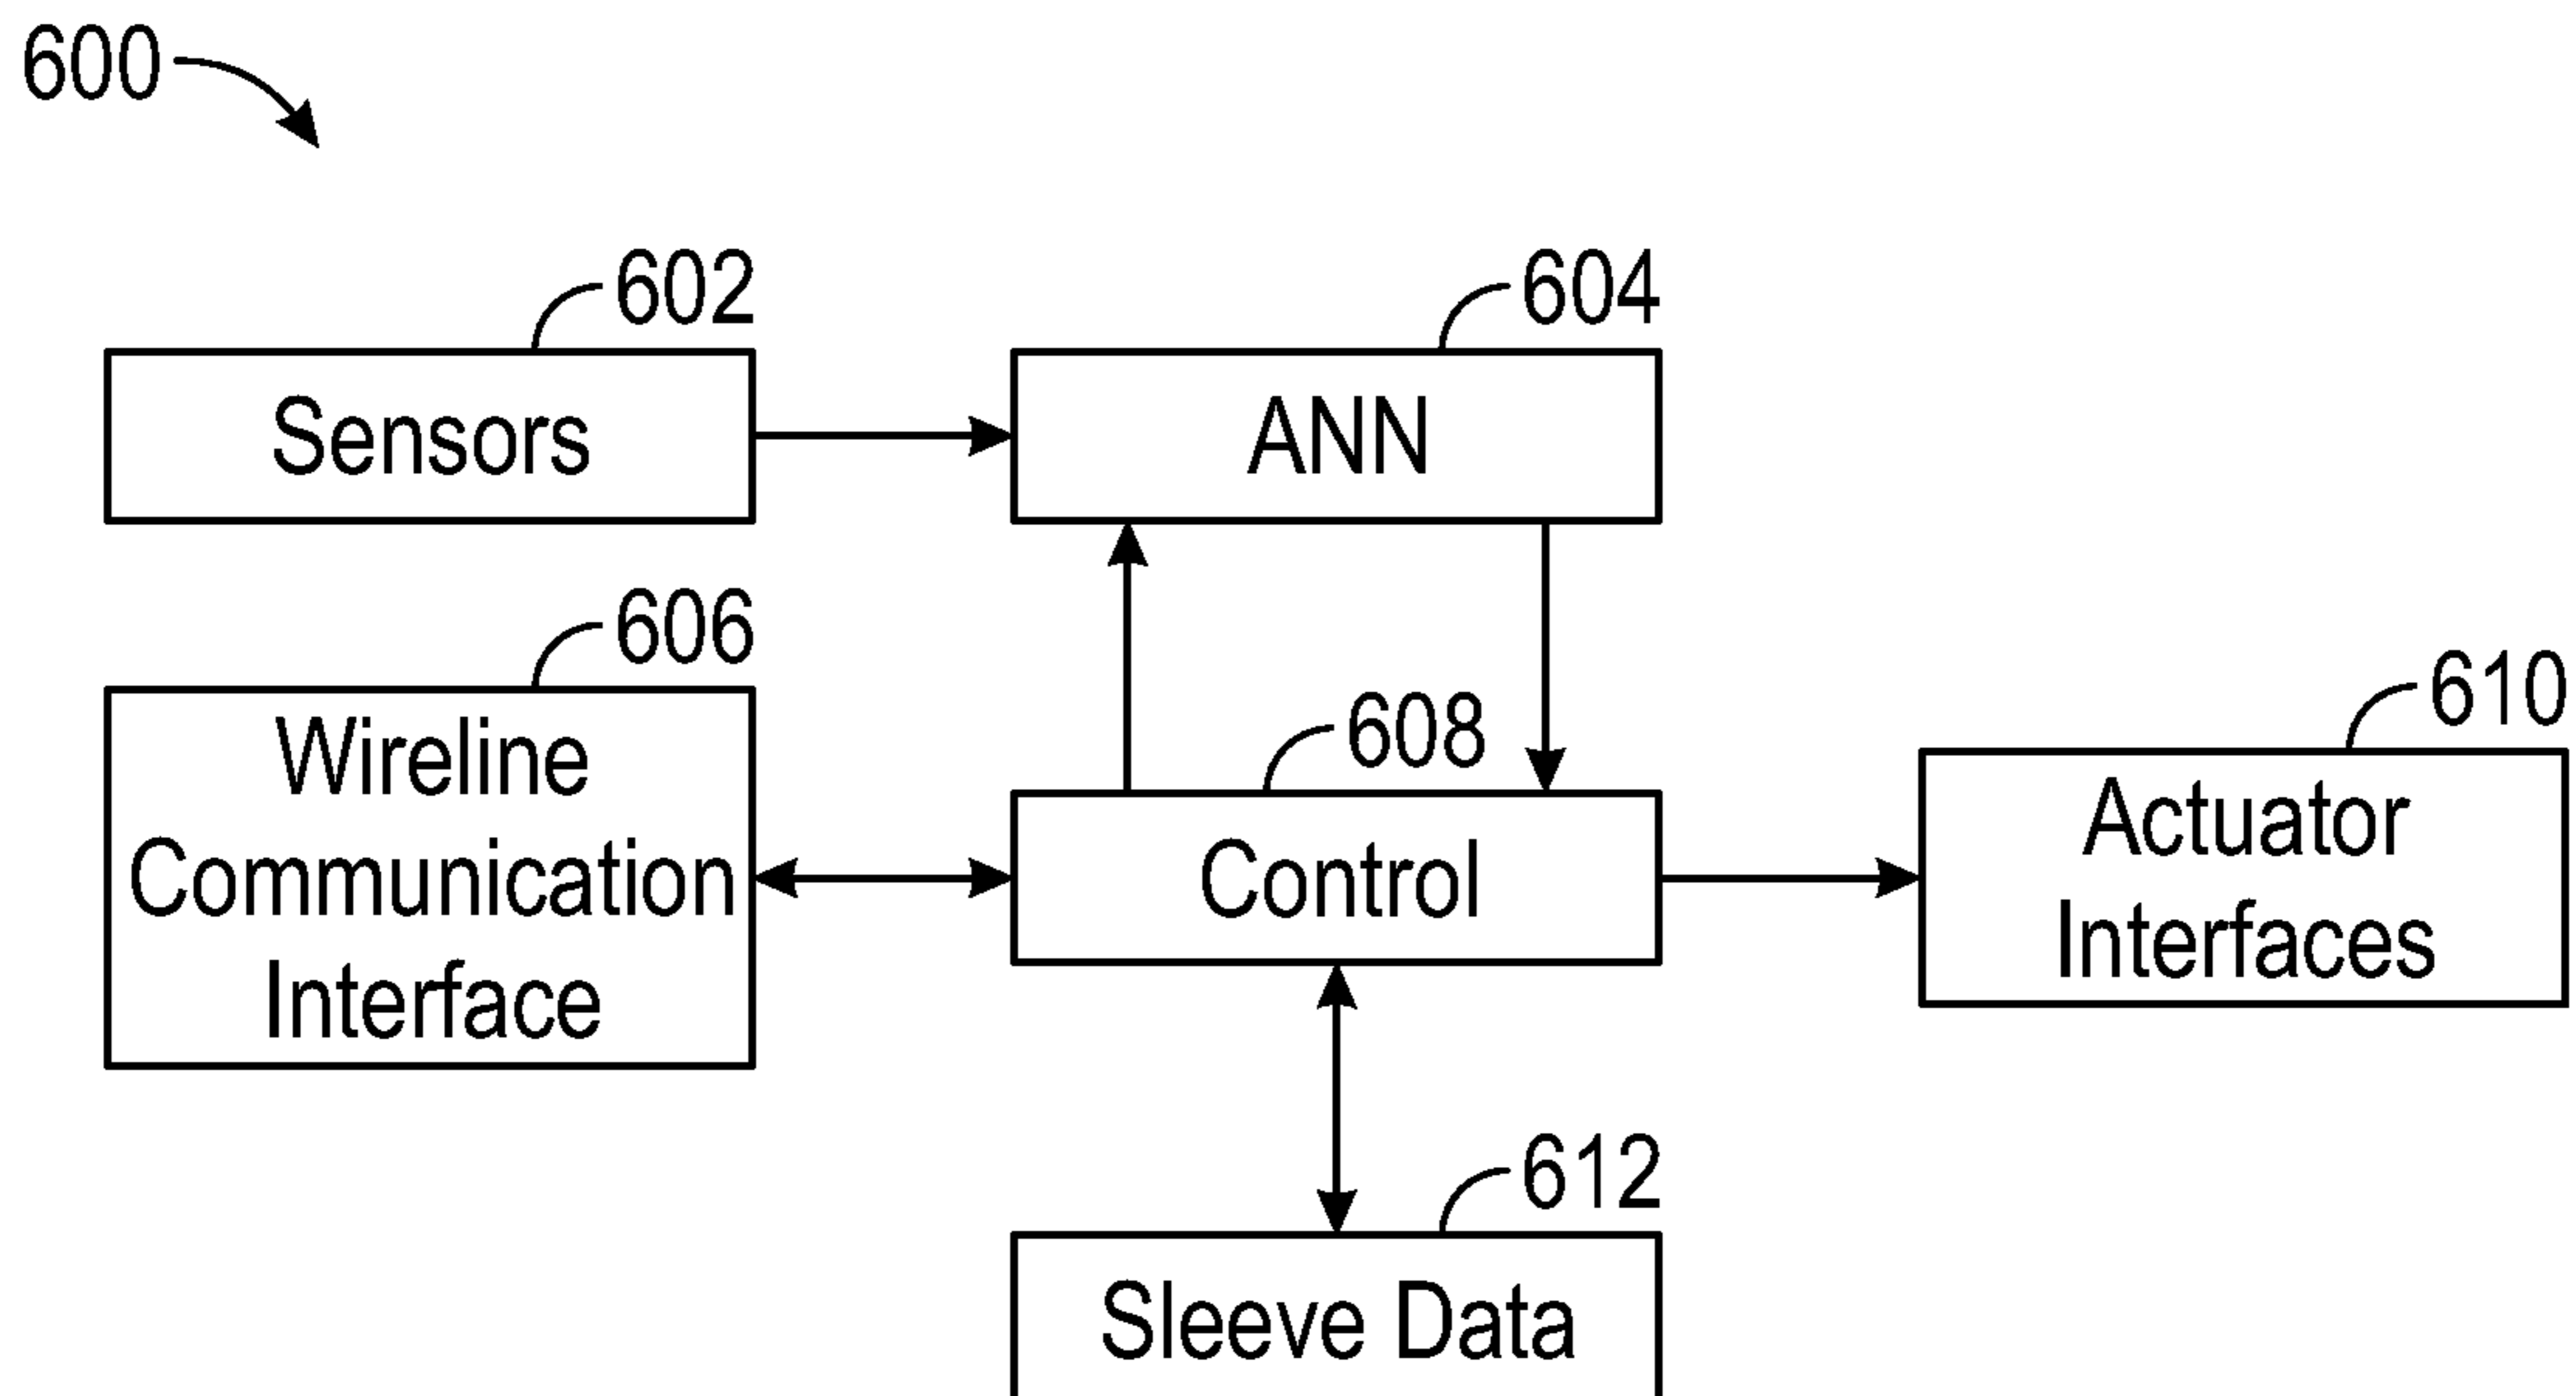 600
602
Sensors
604
ANN
606
Wireline
Communication
Interface
608
Control
610
Actuator
Interfaces
612
Sleeve Data